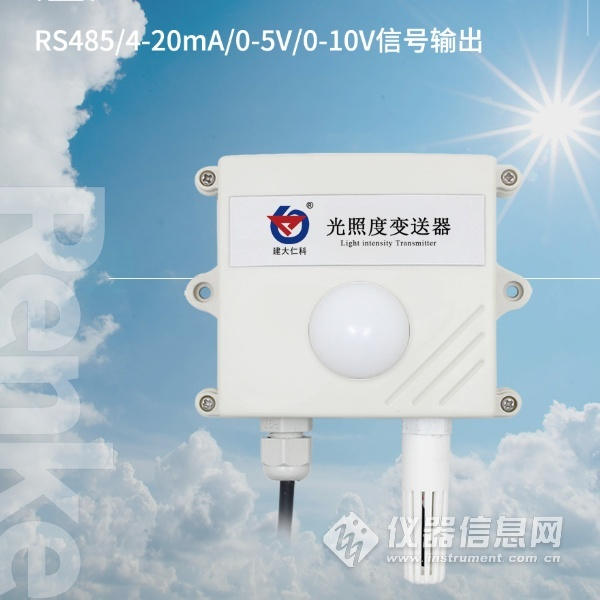 RS485/4-20mA/0-5V/0-10V信号输出
Renke
®
建大仁科
光照度变送器
Light intensity Transmitter
仪器信息网
www.instrument.com.cn